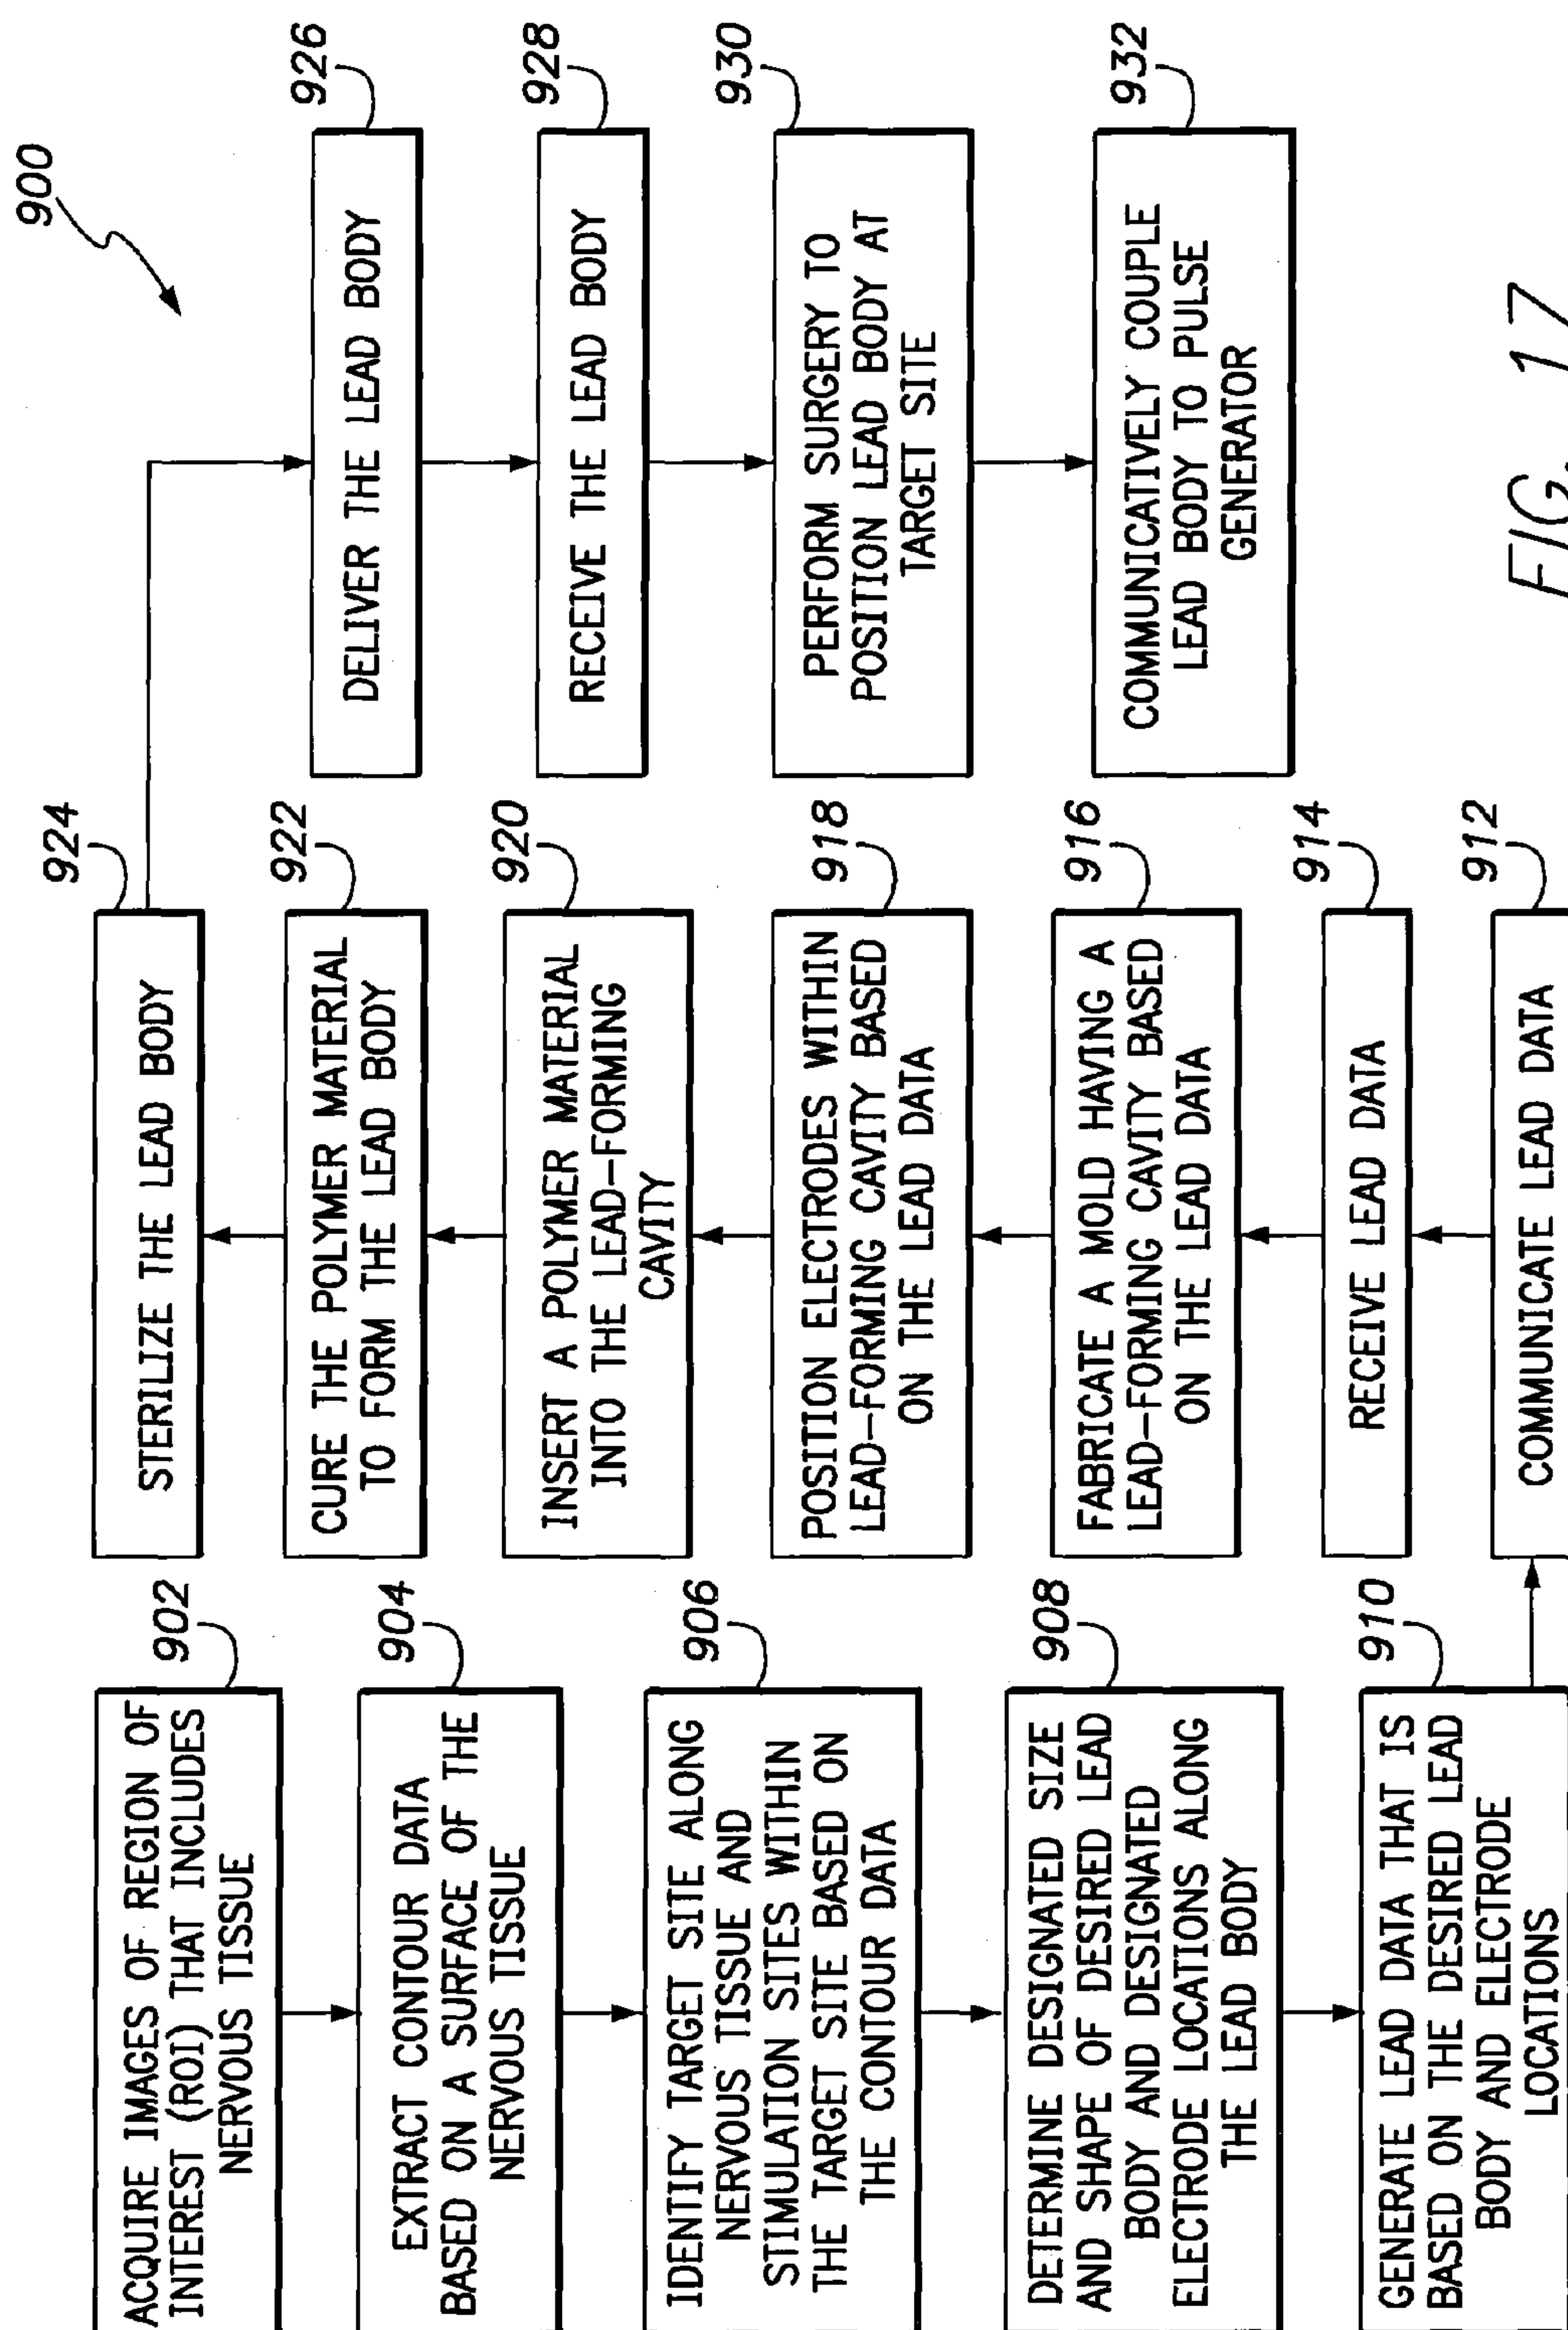 900
902
ACQUIRE IMAGES OF REGION OF
INTEREST (ROI) THAT INCLUDES
NERVOUS TISSUE
904
EXTRACT CONTOUR DATA
BASED ON A SURFACE OF THE
NERVOUS TISSUE
906
IDENTIFY TARGET SITE ALONG
NERVOUS TISSUE AND
STIMULATION SITES WITHIN
THE TARGET SITE BASED ON
THE CONTOUR DATA
908
DETERMINE DESIGNATED SIZE
AND SHAPE OF DESIRED LEAD
BODY AND DESIGNATED
ELECTRODE LOCATIONS ALONG
THE LEAD BODY
910
GENERATE LEAD DATA THAT IS
BASED ON THE DESIRED LEAD
BODY AND ELECTRODE
LOCATIONS
912
COMMUNICATE LEAD DATA
914
RECEIVE LEAD DATA
916
FABRICATE A MOLD HAVING A
LEAD-FORMING CAVITY BASED
ON THE LEAD DATA
918
POSITION ELECTRODES WITHIN
LEAD-FORMING CAVITY BASED
ON THE LEAD DATA
920
INSERT A POLYMER MATERIAL
INTO THE LEAD-FORMING
CAVITY
922
CURE THE POLYMER MATERIAL
TO FORM THE LEAD BODY
924
STERILIZE THE LEAD BODY
926
DELIVER THE LEAD BODY
928
RECEIVE THE LEAD BODY
930
PERFORM SURGERY TO
POSITION LEAD BODY AT
TARGET SITE
932
COMMUNICATIVELY COUPLE
LEAD BODY TO PULSE
GENERATOR
FIG. 17